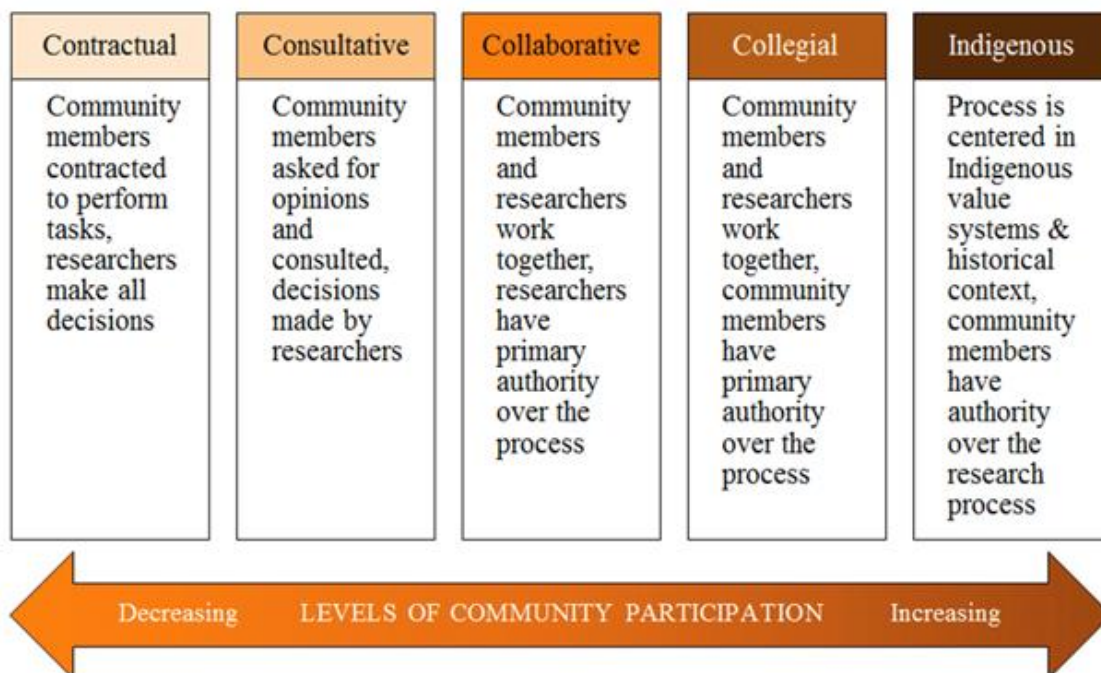 Contractual
Community
members
contracted
to perform
tasks,
researchers
make all
decisions
Consultative
Community
members
asked for
opinions
and
consulted,
decisions
made by
researchers
Collaborative
Community
members
and
researchers
work
together,
researchers
have
primary
authority
over the
process
Collegial
Community
members
and
researchers
work
together,
community
members
have
primary
authority
over the
process
Indigenous
Process is
centered in
Indigenous
value
systems &
historical
context,
community
members
have
authority
over the
research
process
Decreasing LEVELS OF COMMUNITY PARTICIPATION Increasing